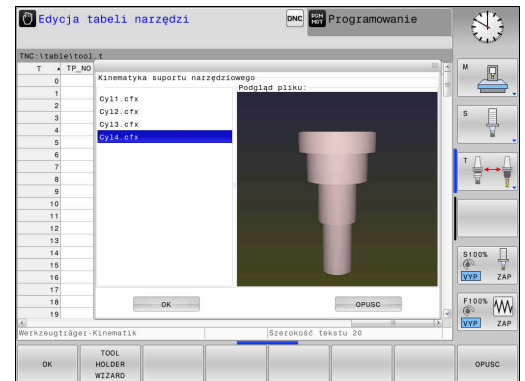 Edycja tabeli narzędzi
DNC
PGM MGT
Programowanie
TNC:\table\tool.t
T TP_NO
0
1
2
3
4
5
6
7
8
9
10
11
12
13
14
15
16
17
18
19
Kinematyka suportu narzędziowego
Podgląd pliku:
Cyl1.cfx
Cyl2.cfx
Cyl3.cfx
Cyl4.cfx
OK
OPUSC
Werkzeugträger-Kinematik
Szerokość tekstu 20
M
S
T
S100%
VYP ZAP
F100%
VYP ZAP
OK
TOOL
HOLDER
WIZARD
OPUSC